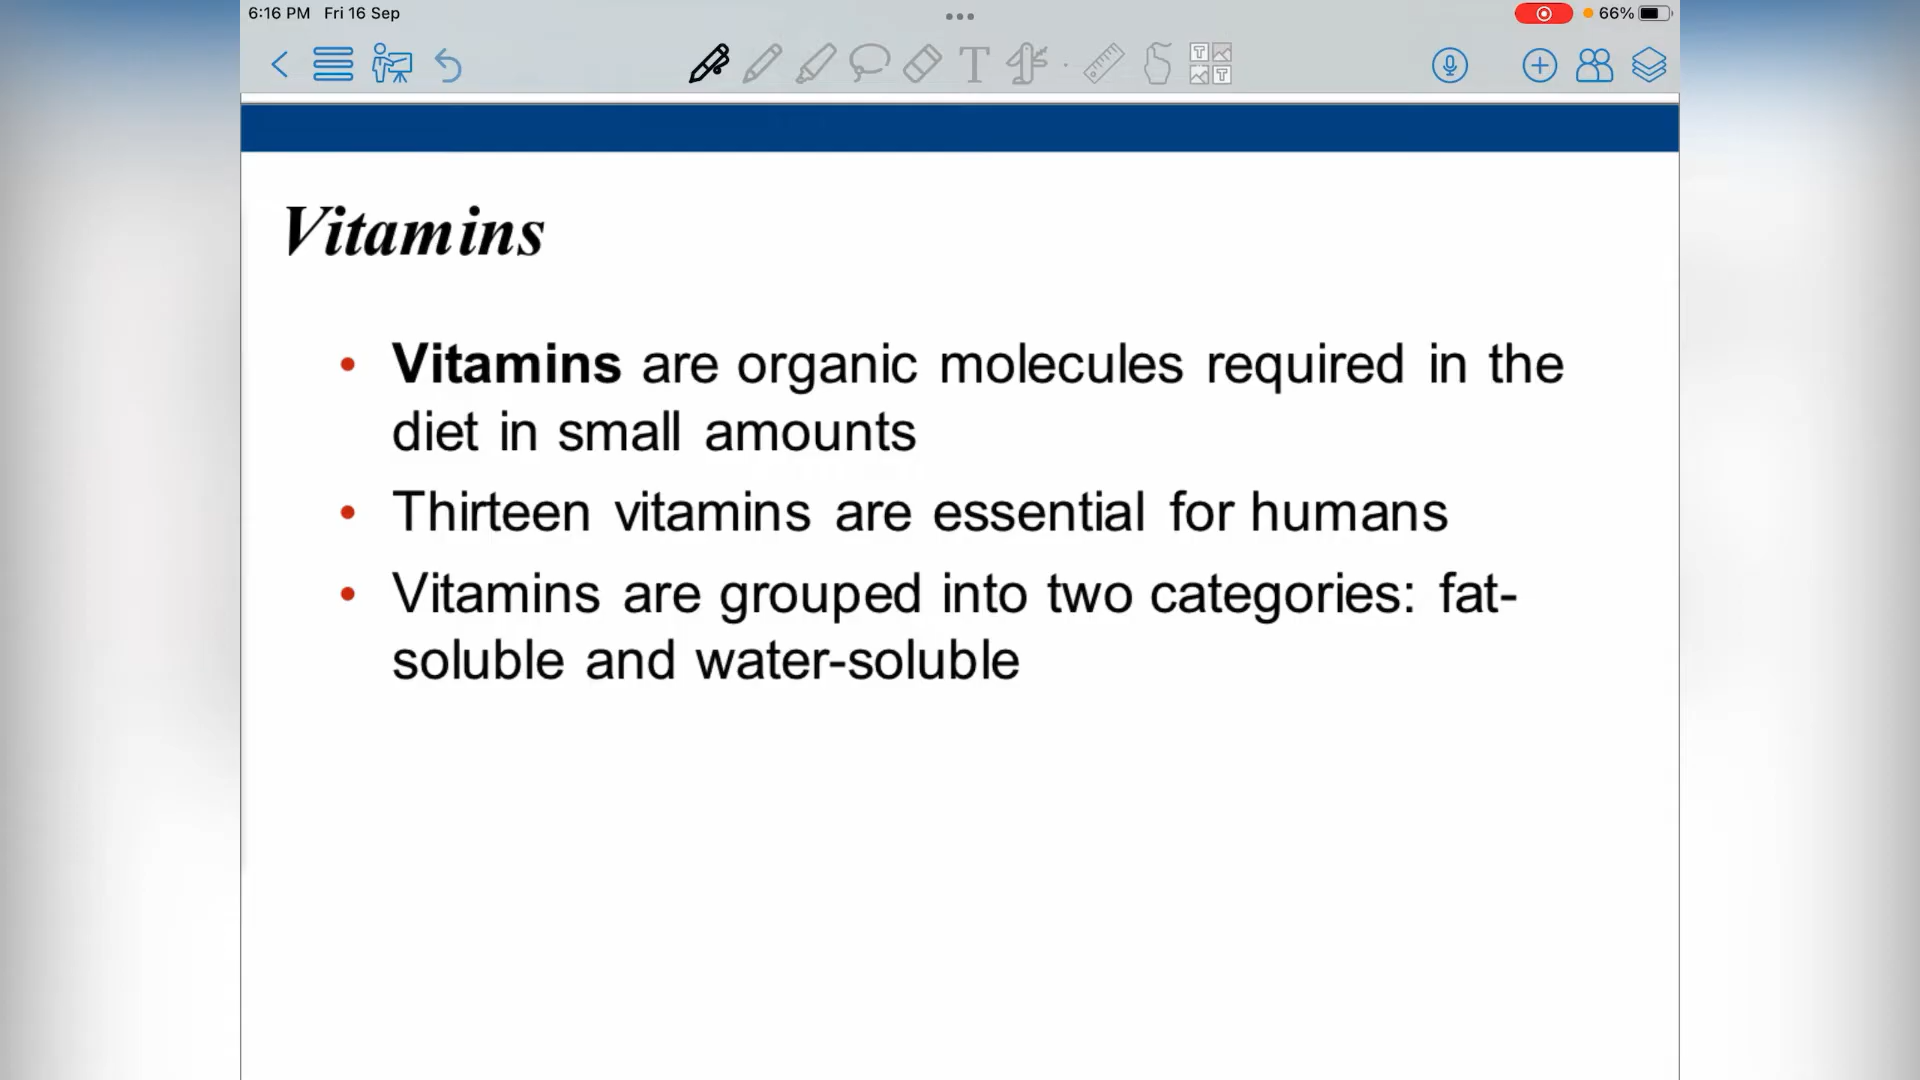 6:16 PM Fri 16 Sep
66%
Vitamins
• Vitamins are organic molecules required in the
diet in small amounts
• Thirteen vitamins are essential for humans
• Vitamins are grouped into two categories: fat-
soluble and water-soluble